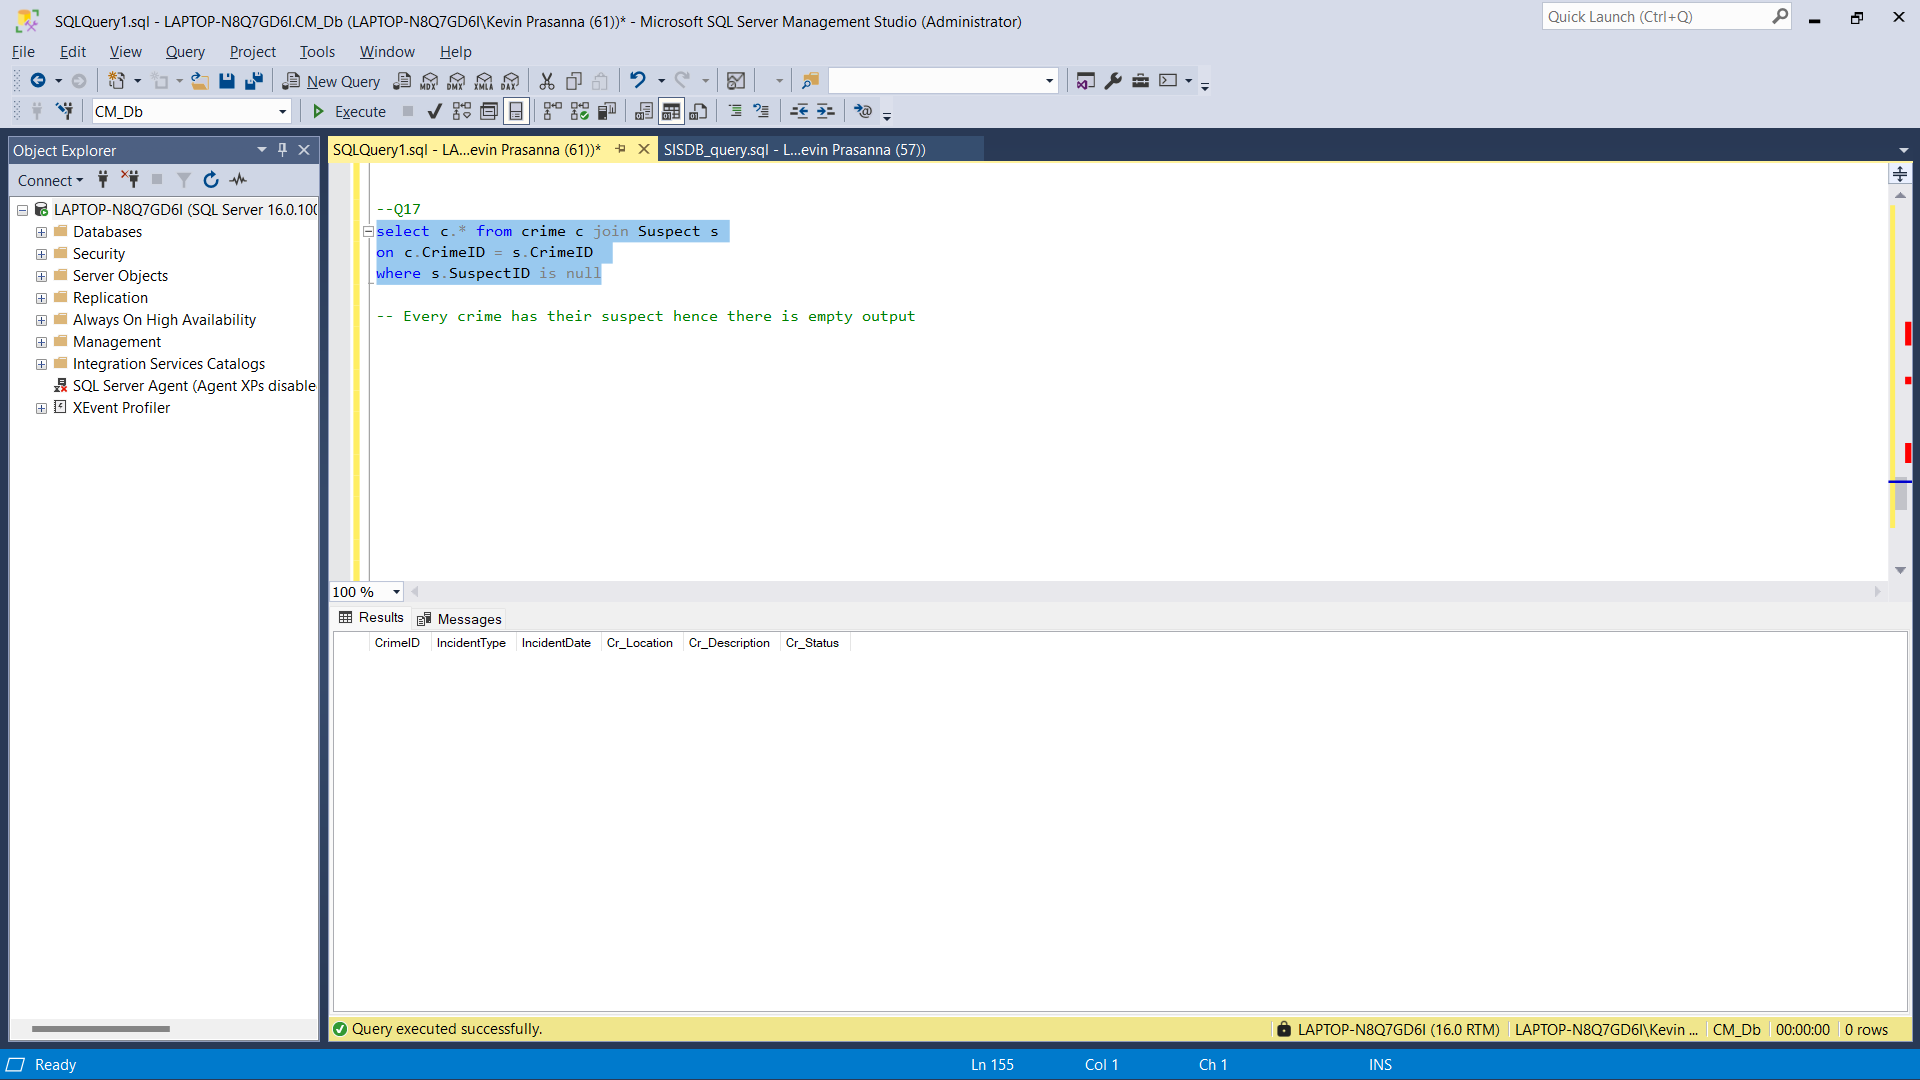 SQLQuery1.sql - LAPTOP-N8Q7GD6I.CM_Db (LAPTOP-N8Q7GD6I\Kevin Prasanna (61))* - Microsoft SQL Server Management Studio (Administrator)
Quick Launch (Ctrl+Q)
File Edit View Query Project Tools Window Help
New Query MDX DMX XMLA DAX
CM_Db Execute
Object Explorer
Connect
LAPTOP-N8Q7GD6I (SQL Server 16.0.100
Databases
Security
Server Objects
Replication
Always On High Availability
Management
Integration Services Catalogs
SQL Server Agent (Agent XPs disable
XEvent Profiler
SQLQuery1.sql - LA...evin Prasanna (61))* SISDB_query.sql - L...evin Prasanna (57))
--Q17
select c.* from crime c join Suspect s
on c.CrimeID = s.CrimeID
where s.SuspectID is null
-- Every crime has their suspect hence there is empty output
100 %
Results Messages
CrimeID IncidentType IncidentDate Cr_Location Cr_Description Cr_Status
Query executed successfully. LAPTOP-N8Q7GD6I (16.0 RTM) LAPTOP-N8Q7GD6I\Kevin ... CM_Db 00:00:00 0 rows
Ready Ln 155 Col 1 Ch 1 INS